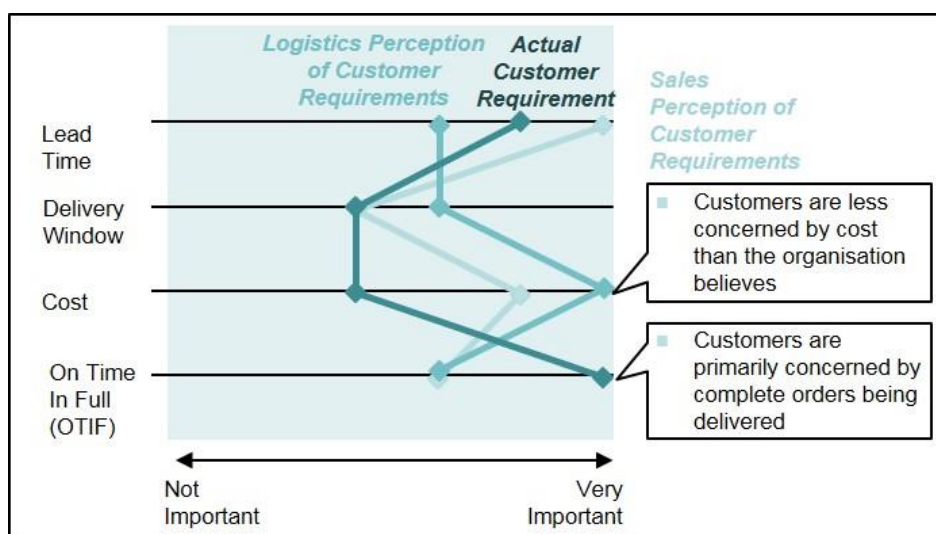 Logistics Perception
of Customer
Requirements
Actual
Customer
Requirement
Sales
Perception of
Customer
Requirements
Lead
Time
Delivery
Window
Cost
On Time
In Full
(OTIF)
Customers are less
concerned by cost
than the organisation
believes
Customers are
primarily concerned by
complete orders being
delivered
Not
Important
Very
Important